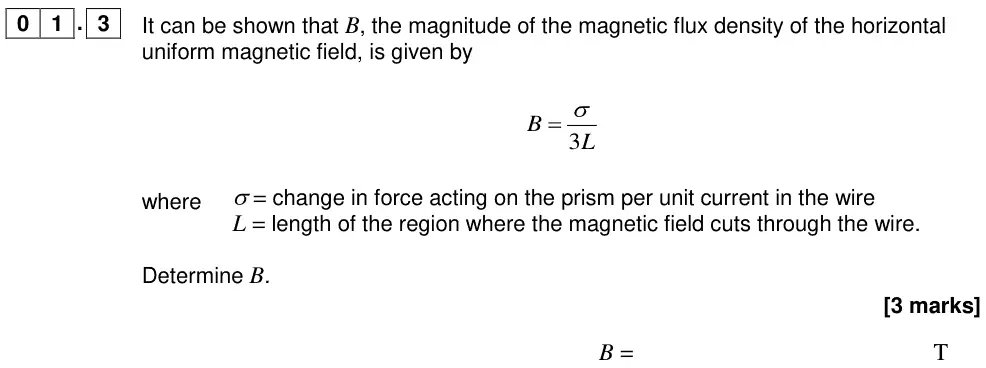 0 1 . 3 It can be shown that B, the magnitude of the magnetic flux density of the horizontal
uniform magnetic field, is given by
B = σ / 3L
where σ = change in force acting on the prism per unit current in the wire
L = length of the region where the magnetic field cuts through the wire.
Determine B.
[3 marks]
B = T